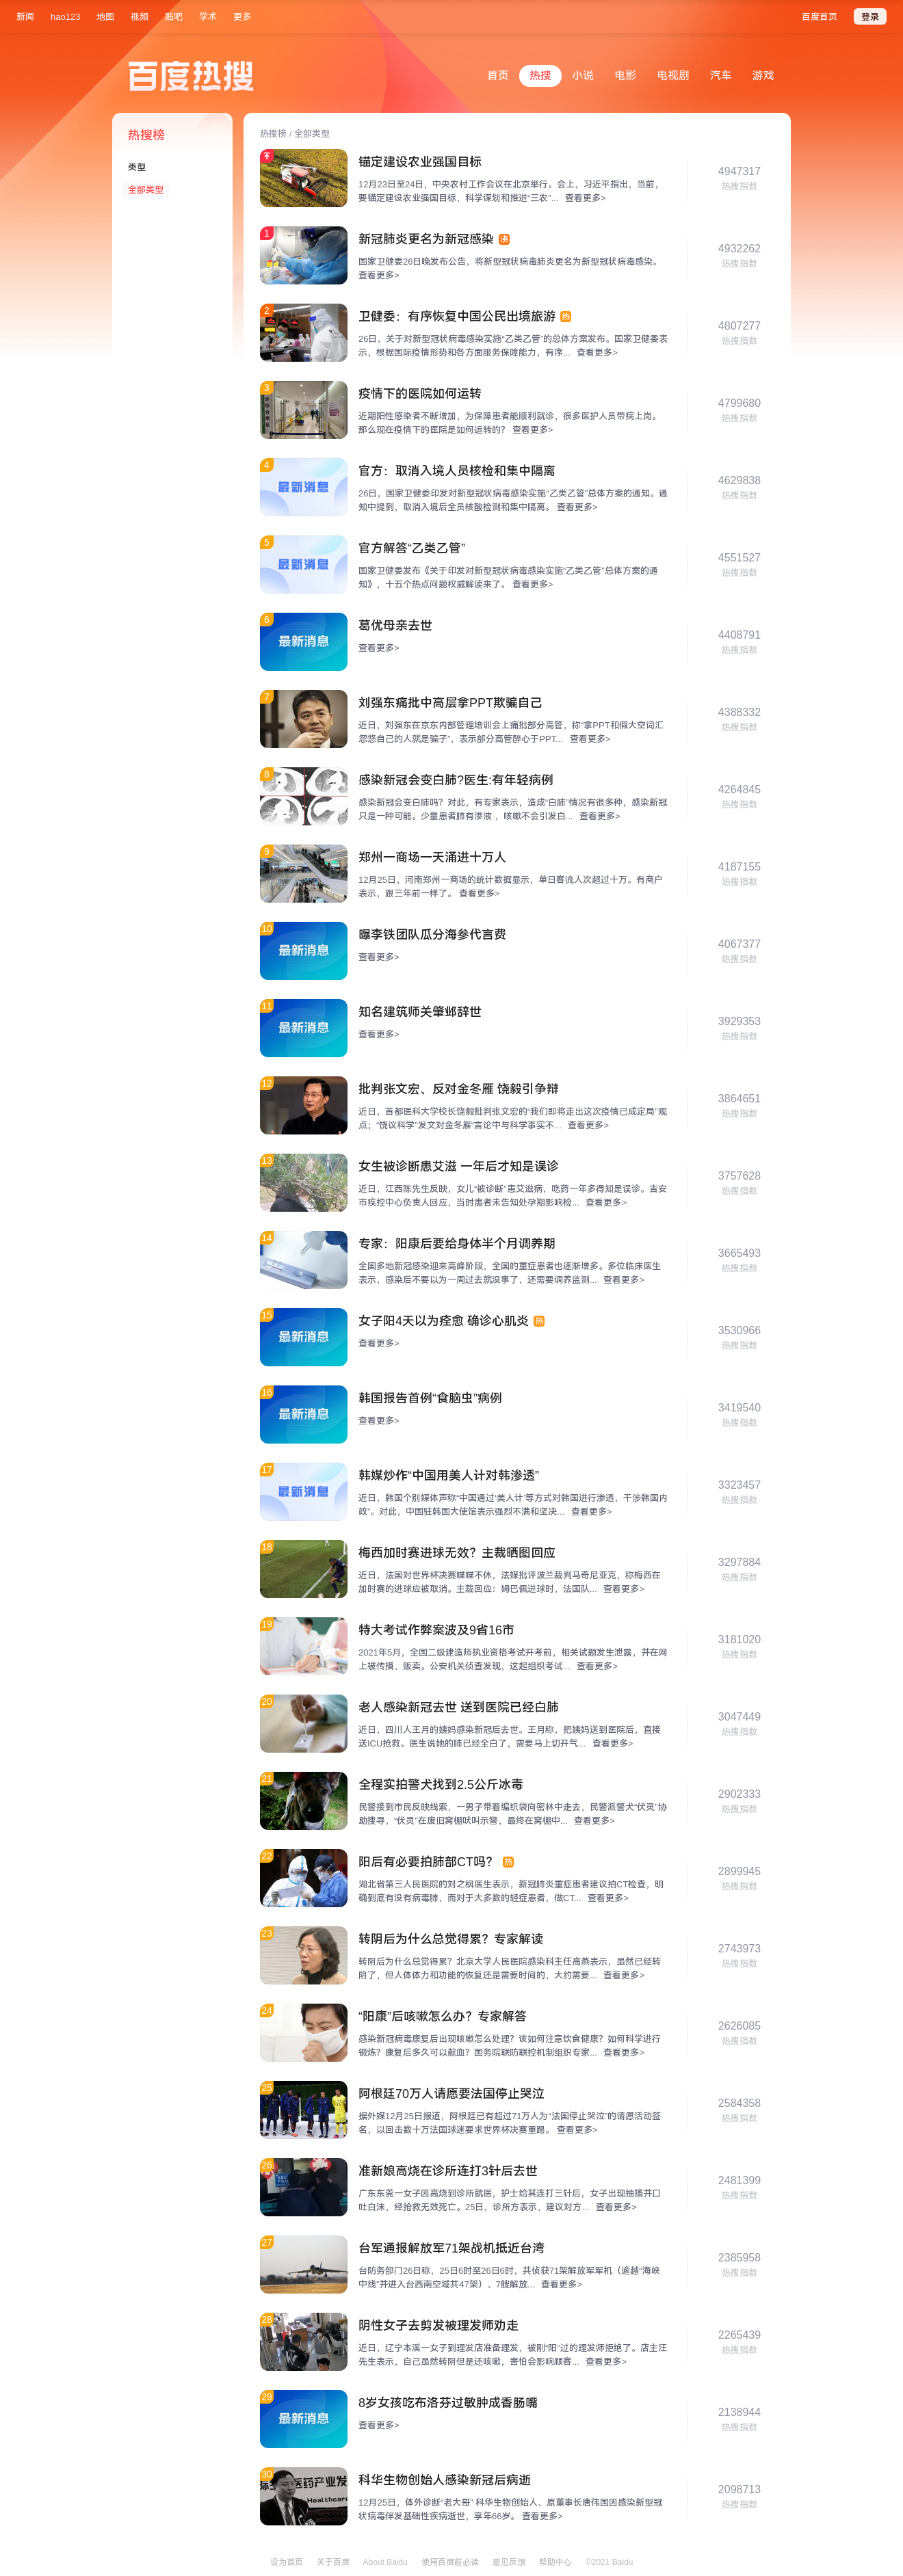 新闻 hao123 地图 视频 贴吧 学术 更多 百度首页 登录
百度热搜
首页 热搜 小说 电影 电视剧 汽车 游戏
热搜榜
类型
全部类型
热搜榜 / 全部类型
锚定建设农业强国目标
12月23日至24日，中央农村工作会议在北京举行。会上，习近平指出，当前，
要锚定建设农业强国目标，科学谋划和推进“三农”... 查看更多>
4947317
热搜指数
1
新冠肺炎更名为新冠感染 沸
国家卫健委26日晚发布公告，将新型冠状病毒肺炎更名为新型冠状病毒感染。
查看更多>
4932262
热搜指数
2
卫健委：有序恢复中国公民出境旅游 热
26日，关于对新型冠状病毒感染实施“乙类乙管”的总体方案发布。国家卫健委表
示，根据国际疫情形势和各方面服务保障能力，有序... 查看更多>
4807277
热搜指数
3
疫情下的医院如何运转
近期阳性感染者不断增加，为保障患者能顺利就诊，很多医护人员带病上岗。
那么现在疫情下的医院是如何运转的？ 查看更多>
4799680
热搜指数
4
最新消息
官方：取消入境人员核检和集中隔离
26日，国家卫健委印发对新型冠状病毒感染实施“乙类乙管”总体方案的通知。通
知中提到，取消入境后全员核酸检测和集中隔离。 查看更多>
4629838
热搜指数
5
最新消息
官方解答“乙类乙管”
国家卫健委发布《关于印发对新型冠状病毒感染实施“乙类乙管”总体方案的通
知》，十五个热点问题权威解读来了。 查看更多>
4551527
热搜指数
6
最新消息
葛优母亲去世
查看更多>
4408791
热搜指数
7
刘强东痛批中高层拿PPT欺骗自己
近日，刘强东在京东内部管理培训会上痛批部分高管，称“拿PPT和假大空词汇
忽悠自己的人就是骗子”，表示部分高管醉心于PPT... 查看更多>
4388332
热搜指数
8
感染新冠会变白肺?医生:有年轻病例
感染新冠会变白肺吗？对此，有专家表示，造成“白肺”情况有很多种，感染新冠
只是一种可能。少量患者肺有渗液 ，咳嗽不会引发白... 查看更多>
4264845
热搜指数
9
郑州一商场一天涌进十万人
12月25日，河南郑州一商场的统计数据显示，单日客流人次超过十万。有商户
表示，跟三年前一样了。 查看更多>
4187155
热搜指数
10
最新消息
曝李铁团队瓜分海参代言费
查看更多>
4067377
热搜指数
11
最新消息
知名建筑师关肇邺辞世
查看更多>
3929353
热搜指数
12
批判张文宏、反对金冬雁 饶毅引争辩
近日，首都医科大学校长饶毅批判张文宏的“我们即将走出这次疫情已成定局”观
点；“饶议科学”发文对金冬雁“言论中与科学事实不... 查看更多>
3864651
热搜指数
13
女生被诊断患艾滋 一年后才知是误诊
近日，江西陈先生反映，女儿“被诊断”患艾滋病，吃药一年多得知是误诊。吉安
市疾控中心负责人回应，当时患者未告知处孕期影响检... 查看更多>
3757628
热搜指数
14
专家：阳康后要给身体半个月调养期
全国多地新冠感染迎来高峰阶段，全国的重症患者也逐渐增多。多位临床医生
表示，感染后不要以为一周过去就没事了，还需要调养监测... 查看更多>
3665493
热搜指数
15
最新消息
女子阳4天以为痊愈 确诊心肌炎 热
查看更多>
3530966
热搜指数
16
最新消息
韩国报告首例“食脑虫”病例
查看更多>
3419540
热搜指数
17
最新消息
韩媒炒作“中国用美人计对韩渗透”
近日，韩国个别媒体声称“中国通过‘美人计’等方式对韩国进行渗透，干涉韩国内
政”。对此，中国驻韩国大使馆表示强烈不满和坚决... 查看更多>
3323457
热搜指数
18
梅西加时赛进球无效？主裁晒图回应
近日，法国对世界杯决赛喋喋不休，法媒批评波兰裁判马奇尼亚克，称梅西在
加时赛的进球应被取消。主裁回应：姆巴佩进球时，法国队... 查看更多>
3297884
热搜指数
19
特大考试作弊案波及9省16市
2021年5月，全国二级建造师执业资格考试开考前，相关试题发生泄露，并在网
上被传播、贩卖。公安机关侦查发现，这起组织考试... 查看更多>
3181020
热搜指数
20
老人感染新冠去世 送到医院已经白肺
近日，四川人王月的姨妈感染新冠后去世。王月称，把姨妈送到医院后，直接
送ICU抢救。医生说她的肺已经全白了，需要马上切开气... 查看更多>
3047449
热搜指数
21
全程实拍警犬找到2.5公斤冰毒
民警接到市民反映线索，一男子带着编织袋向密林中走去，民警派警犬“伏灵”协
助搜寻，“伏灵”在废旧窝棚吠叫示警，最终在窝棚中... 查看更多>
2902333
热搜指数
22
阳后有必要拍肺部CT吗？ 热
湖北省第三人民医院的刘之枫医生表示，新冠肺炎重症患者建议拍CT检查，明
确到底有没有病毒肺，而对于大多数的轻症患者，做CT... 查看更多>
2899945
热搜指数
23
转阴后为什么总觉得累？专家解读
转阴后为什么总觉得累？北京大学人民医院感染科主任高燕表示，虽然已经转
阴了，但人体体力和功能的恢复还是需要时间的，大约需要... 查看更多>
2743973
热搜指数
24
“阳康”后咳嗽怎么办？专家解答
感染新冠病毒康复后出现咳嗽怎么处理？该如何注意饮食健康？如何科学进行
锻炼？康复后多久可以献血？国务院联防联控机制组织专家... 查看更多>
2626085
热搜指数
25
阿根廷70万人请愿要法国停止哭泣
据外媒12月25日报道，阿根廷已有超过71万人为“法国停止哭泣”的请愿活动签
名，以回击数十万法国球迷要求世界杯决赛重踢。 查看更多>
2584358
热搜指数
26
准新娘高烧在诊所连打3针后去世
广东东莞一女子因高烧到诊所就医，护士给其连打三针后，女子出现抽搐并口
吐白沫，经抢救无效死亡。25日，诊所方表示，建议对方... 查看更多>
2481399
热搜指数
27
台军通报解放军71架战机抵近台湾
台防务部门26日称，25日6时至26日6时，共侦获71架解放军军机（逾越“海峡
中线”并进入台西南空域共47架）、7艘解放... 查看更多>
2385958
热搜指数
28
阴性女子去剪发被理发师劝走
近日，辽宁本溪一女子到理发店准备理发，被刚“阳”过的理发师拒绝了。店主汪
先生表示，自己虽然转阴但是还咳嗽，害怕会影响顾客... 查看更多>
2265439
热搜指数
29
最新消息
8岁女孩吃布洛芬过敏肿成香肠嘴
查看更多>
2138944
热搜指数
30
医药产业发
Healthcare
科华生物创始人感染新冠后病逝
12月25日，体外诊断“老大哥” 科华生物创始人、原董事长唐伟国因感染新型冠
状病毒伴发基础性疾病逝世，享年66岁。 查看更多>
2098713
热搜指数
设为首页 关于百度 About Baidu 使用百度前必读 意见反馈 帮助中心 ©2021 Baidu